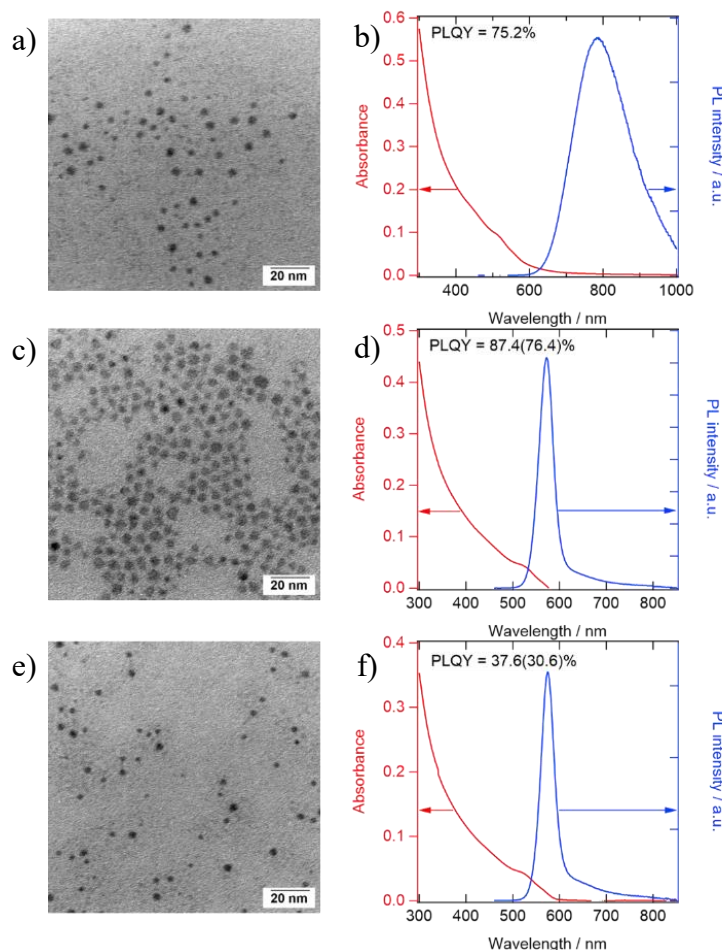 a)
20 nm
b)
PLQY = 75.2%
0.6
0.5
0.4
0.3
0.2
0.1
0.0
Absorbance
PL intensity / a.u.
400 600 800 1000
Wavelength / nm
c)
20 nm
d)
PLQY = 87.4(76.4)%
0.5
0.4
0.3
0.2
0.1
0.0
Absorbance
PL intensity / a.u.
300 400 500 600 700 800
Wavelength / nm
e)
20 nm
f)
PLQY = 37.6(30.6)%
0.4
0.3
0.2
0.1
0.0
Absorbance
PL intensity / a.u.
300 400 500 600 700 800
Wavelength / nm